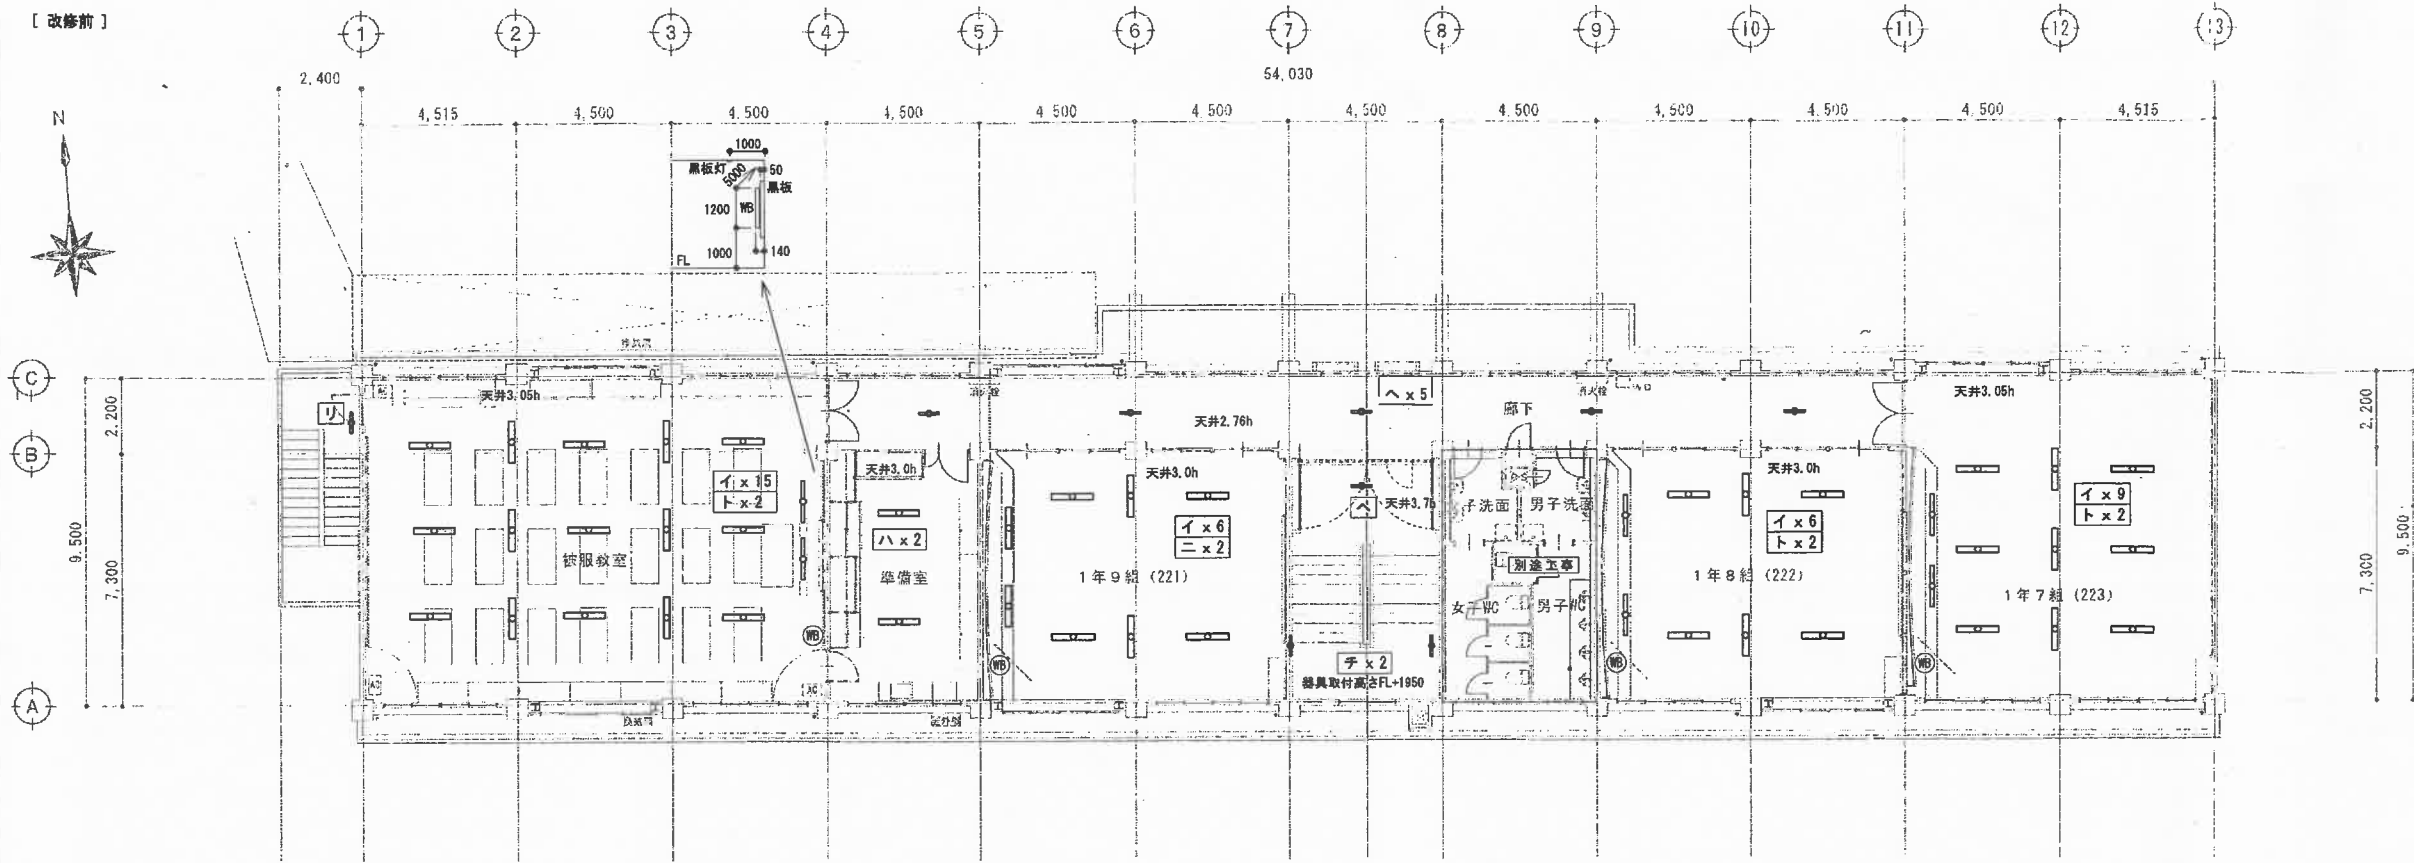 [ 改修前 ]
1 2 3 4 5 6 7 8 9 10 11 12 13
2,400
54,030
4,515 4,500 4,500 4,500 4,500 4,500 4,500 4,500 4,500 4,500 4,500 4,515
N
1000
黒板灯
5000
50
黒板
1200
WB
1000
140
FL
C
B
A
2,200
7,300
9,500
リ
天井3.05h
イ x 15
ト x 2
被服教室
WB
天井3.0h
ハ x 2
準備室
天井2.76h
ヘ x 5
廊下
消火栓
天井3.0h
イ x 6
ニ x 2
1年9組 (221)
WB
ヘ
天井3.7h
チ x 2
器具取付高さFL+1950
子洗面
男子洗面
別途工事
女子WC
男子WC
天井3.0h
イ x 6
ト x 2
1年8組 (222)
WB
天井3.05h
イ x 9
ト x 2
1年7組 (223)
WB
2,200
7,300
9,500